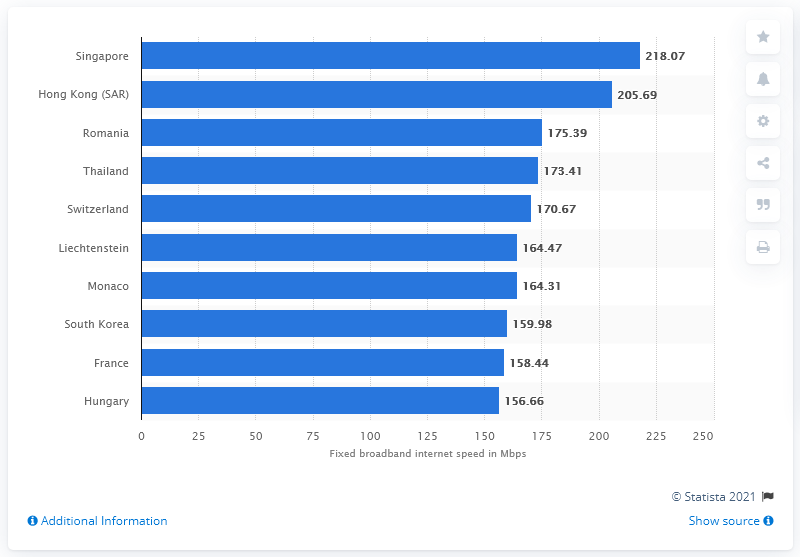 Singapore 218.07
Hong Kong (SAR) 205.69
Romania 175.39
Thailand 173.41
Switzerland 170.67
Liechtenstein 164.47
Monaco 164.31
South Korea 159.98
France 158.44
Hungary 156.66
0 25 50 75 100 125 150 175 200 225 250
Fixed broadband internet speed in Mbps
© Statista 2021
Additional Information Show source